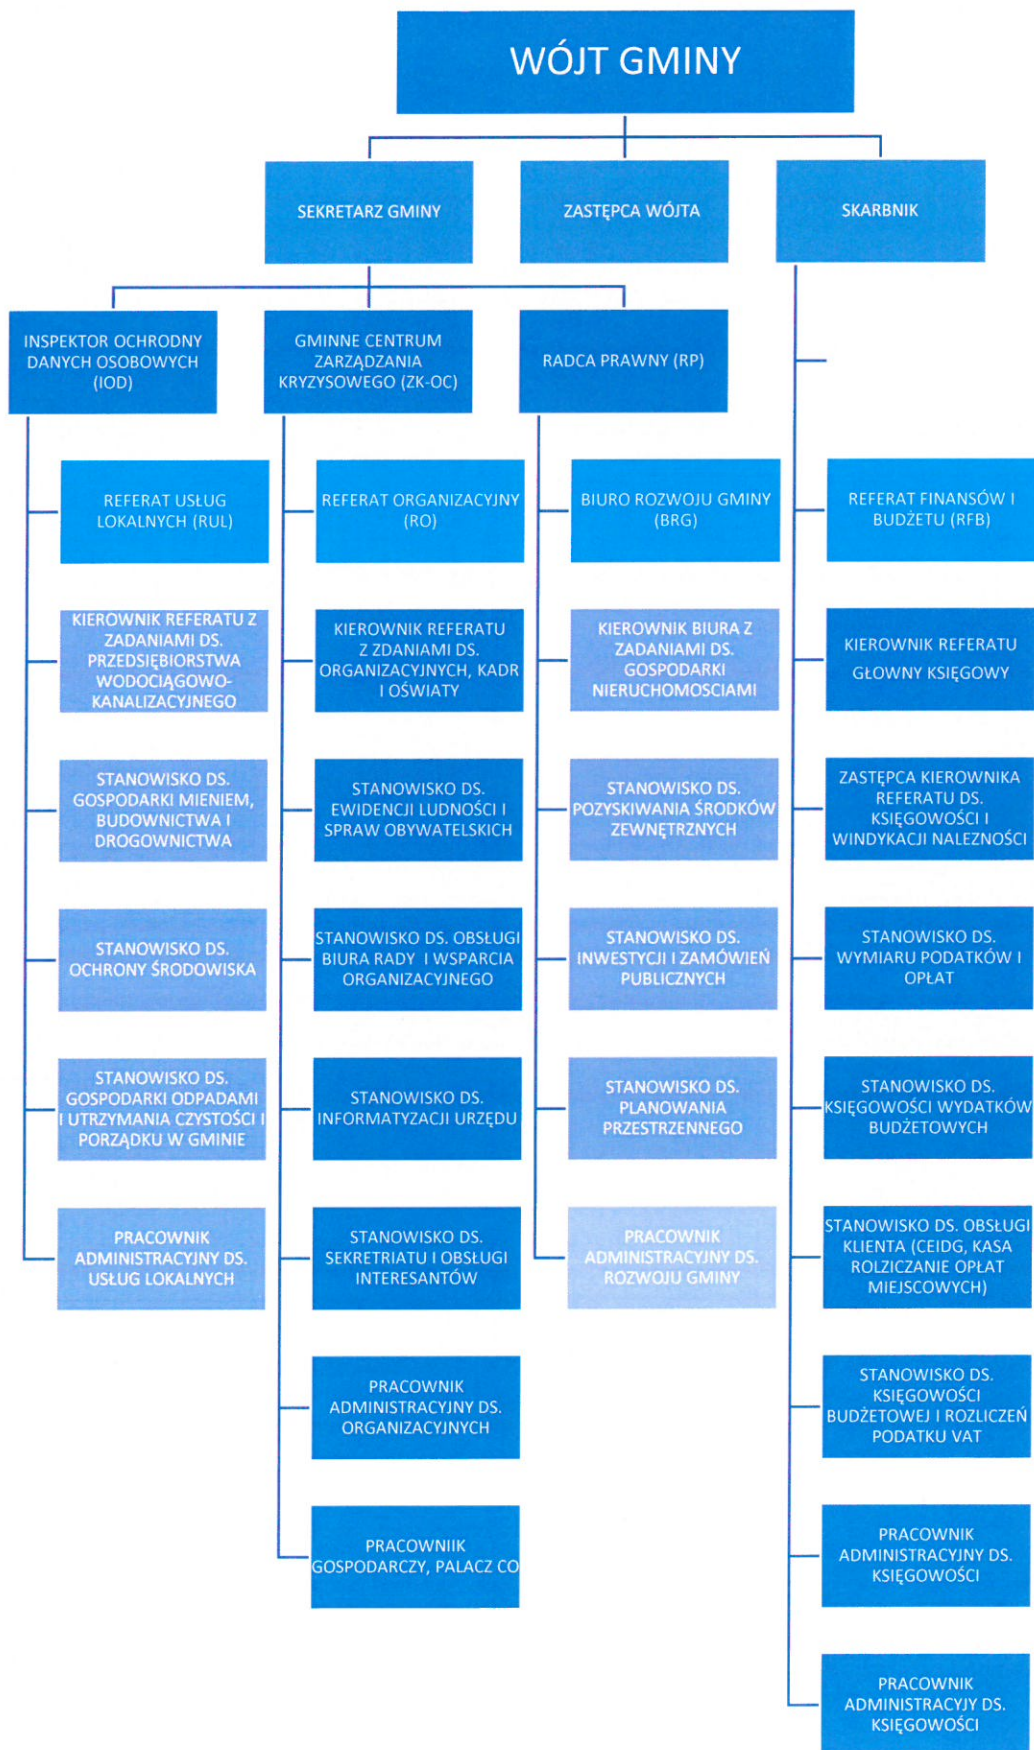 WÓJT GMINY
SEKRETARZ GMINY
ZASTĘPCA WÓJTA
SKARBNIK
INSPEKTOR OCHRODNY
DANYCH OSOBOWYCH
(IOD)
GMINNE CENTRUM
ZARZĄDZANIA
KRYZYSOWEGO (ZK-OC)
RADCA PRAWNY (RP)
REFERAT USŁUG
LOKALNYCH (RUL)
KIEROWNIK REFERATU Z
ZADANIAMI DS.
PRZEDSIĘBIORSTWA
WODOCIĄGOWO-
KANALIZACYJNEGO
STANOWISKO DS.
GOSPODARKI MIENIEM,
BUDOWNICTWA I
DROGOWNICTWA
STANOWISKO DS.
OCHRONY ŚRODOWISKA
STANOWISKO DS.
GOSPODARKI ODPADAMI
I UTRZYMANIA CZYSTOŚCI I
PORZĄDKU W GMINIE
PRACOWNIK
ADMINISTRACYJNY DS.
USŁUG LOKALNYCH
REFERAT ORGANIZACYJNY
(RO)
KIEROWNIK REFERATU
Z ZDANIAMI DS.
ORGANIZACYJNYCH, KADR
I OŚWIATY
STANOWISKO DS.
EWIDENCJI LUDNOŚCI I
SPRAW OBYWATELSKICH
STANOWISKO DS. OBSŁUGI
BIURA RADY I WSPARCIA
ORGANIZACYJNEGO
STANOWISKO DS.
INFORMATYZACJI URZĘDU
STANOWISKO DS.
SEKRETRIATU I OBSŁUGI
INTERESANTÓW
PRACOWNIK
ADMINISTRACYJNY DS.
ORGANIZACYJNYCH
PRACOWNIIK
GOSPODARCZY, PALACZ CO
BIURO ROZWOJU GMINY
(BRG)
KIEROWNIK BIURA Z
ZADANIAMI DS.
GOSPODARKI
NIERUCHOMOSCIAMI
STANOWISKO DS.
POZYSKIWANIA ŚRODKÓW
ZEWNĘTRZNYCH
STANOWISKO DS.
INWESTYCJI I ZAMÓWIEŃ
PUBLICZNYCH
STANOWISKO DS.
PLANOWANIA
PRZESTRZENNEGO
PRACOWNIK
ADMINISTRACYJNY DS.
ROZWOJU GMINY
REFERAT FINANSÓW I
BUDŻETU (RFB)
KIEROWNIK REFERATU
GŁOWNY KSIĘGOWY
ZASTĘPCA KIEROWNIKA
REFERATU DS.
KSIĘGOWOŚCI I
WINDYKACJI NALEZNOŚCI
STANOWISKO DS.
WYMIARU PODATKÓW I
OPŁAT
STANOWISKO DS.
KSIĘGOWOŚCI WYDATKÓW
BUDŻETOWYCH
STANOWISKO DS. OBSŁUGI
KLIENTA (CEIDG, KASA
ROLZICZANIE OPŁAT
MIEJSCOWYCH)
STANOWISKO DS.
KSIĘGOWOŚCI
BUDŻETOWEJ I ROZLICZEŃ
PODATKU VAT
PRACOWNIK
ADMINISTRACYJNY DS.
KSIĘGOWOŚCI
PRACOWNIK
ADMINISTRACYJY DS.
KSIĘGOWOŚCI